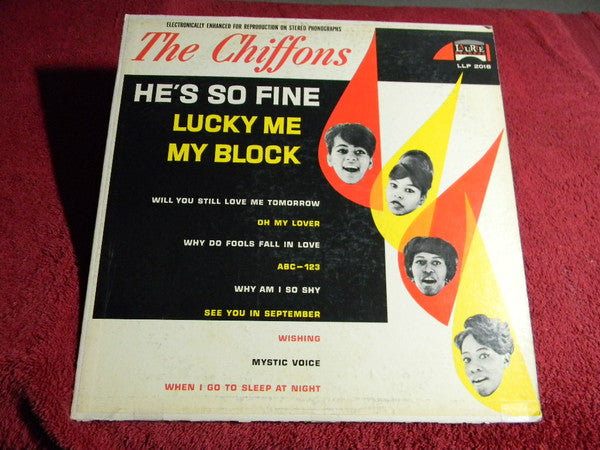 ELECTRONICALLY ENHANCED FOR REPRODUCTION ON STEREO PHONOGRAPHS
The Chiffons
LAURIE
LLP 2018
HE'S SO FINE
LUCKY ME
MY BLOCK
WILL YOU STILL LOVE ME TOMORROW
OH MY LOVER
WHY DO FOOLS FALL IN LOVE
ABC-123
WHY AM I SO SHY
SEE YOU IN SEPTEMBER
WISHING
MYSTIC VOICE
WHEN I GO TO SLEEP AT NIGHT